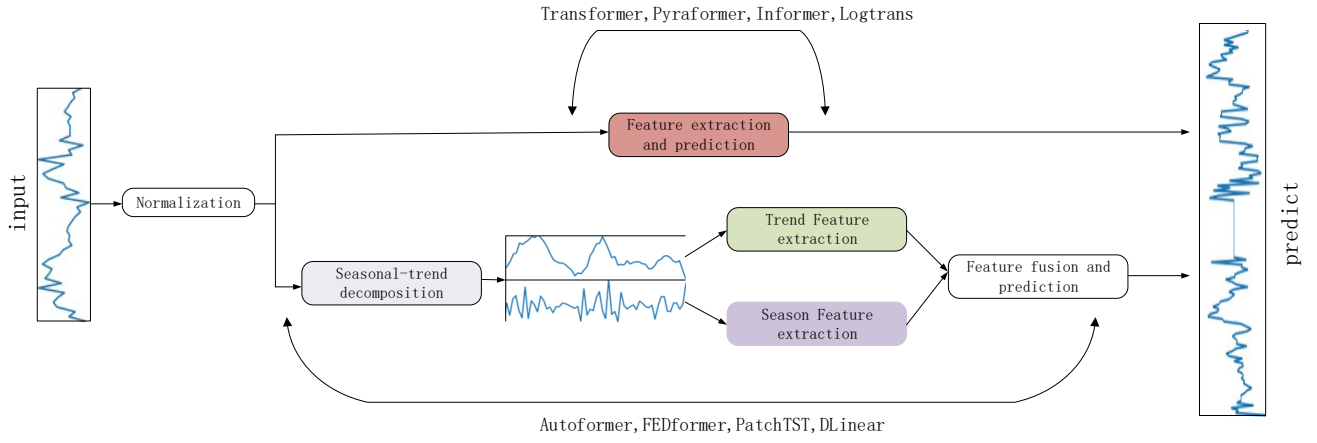 Transformer,Pyraformer,Informer,Logtrans
input
Normalization
Feature extraction
and prediction
Seasonal-trend
decomposition
Trend Feature
extraction
Season Feature
extraction
Feature fusion and
prediction
predict
Autoformer,FEDformer,PatchTST,DLinear